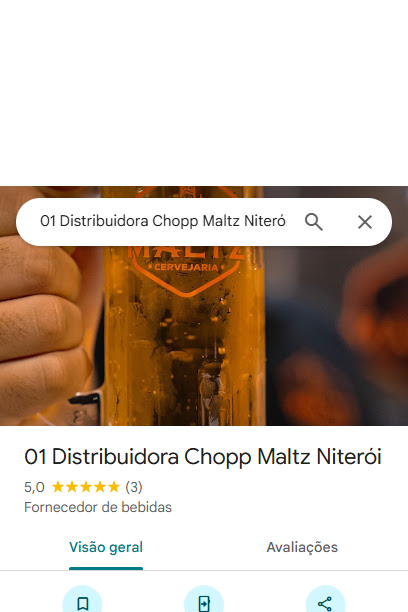 01 Distribuidora Chopp Maltz Niteró
MALTZ
CERVEJARIA
01 Distribuidora Chopp Maltz Niterói
5,0 ★★★★★ (3)
Fornecedor de bebidas
Visão geral Avaliações